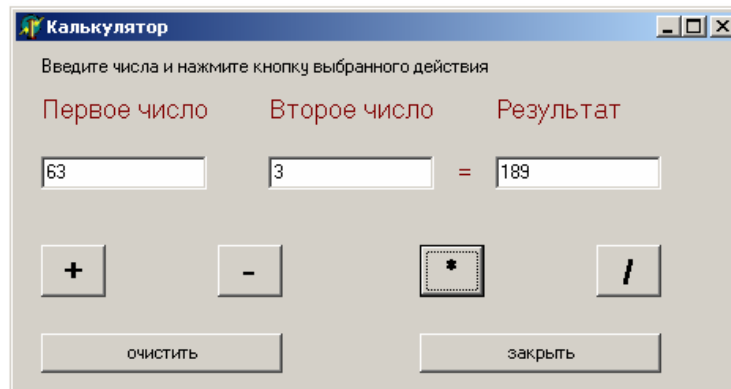 Калькулятор
Введите числа и нажмите кнопку выбранного действия
Первое число Второе число Результат
63 3 = 189
+ - * /
очистить закрыть